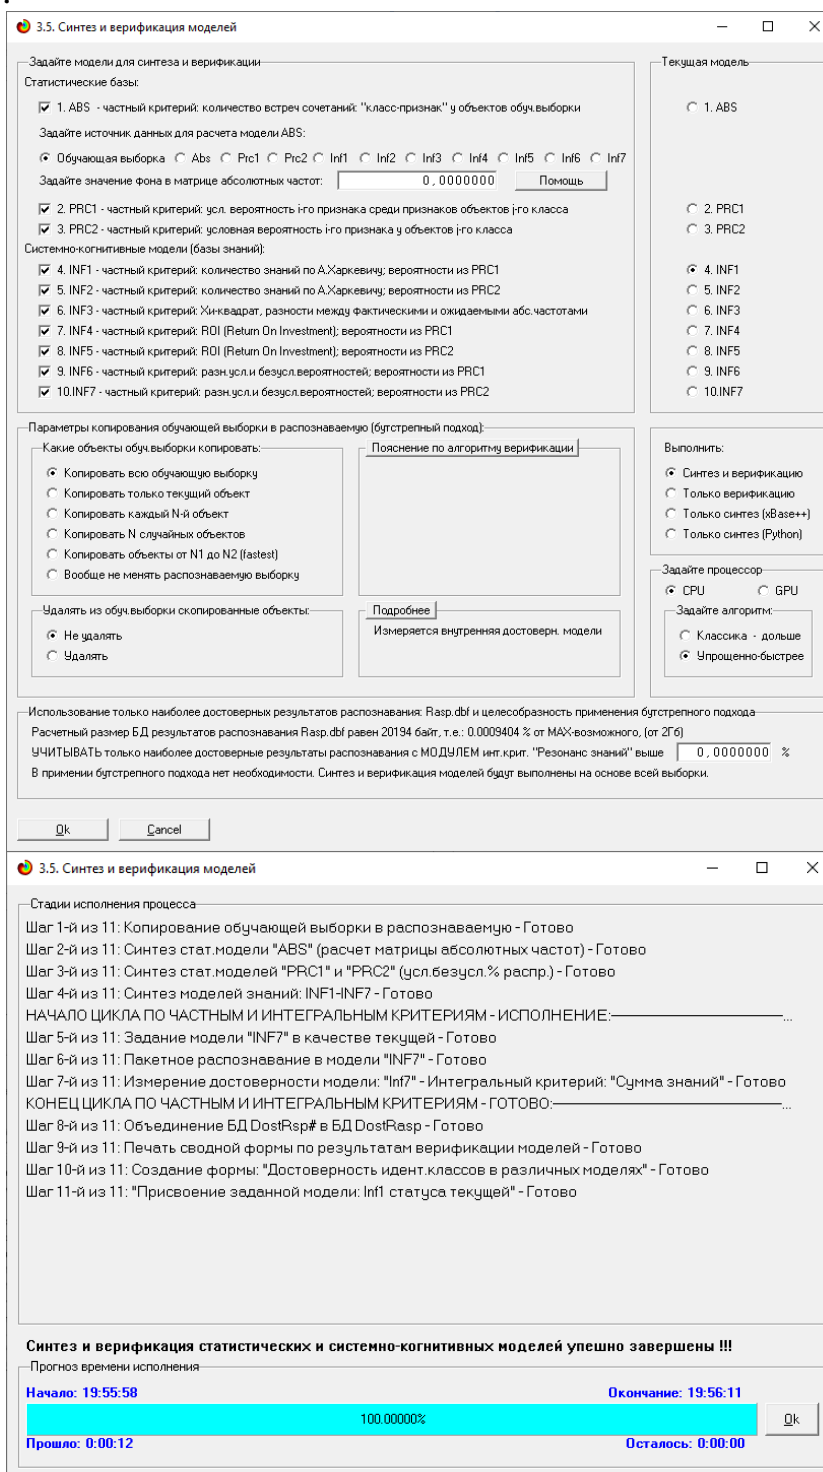 3.5. Синтез и верификация моделей
Задайте модели для синтеза и верификации
Текущая модель
Статистические базы:
1. ABS - частный критерий: количество встреч сочетаний: "класс-признак" у объектов обуч.выборки
1. ABS
Задайте источник данных для расчета модели ABS:
Обучающая выборка Abs Prc1 Prc2 Inf1 Inf2 Inf3 Inf4 Inf5 Inf6 Inf7
Задайте значение фона в матрице абсолютных частот: 0,0000000 Помощь
2. PRC1 - частный критерий: усл. вероятность i-го признака среди признаков объектов j-го класса
2. PRC1
3. PRC2 - частный критерий: условная вероятность i-го признака у объектов j-го класса
3. PRC2
Системно-когнитивные модели (базы знаний):
4. INF1 - частный критерий: количество знаний по А.Харкевичу; вероятности из PRC1
4. INF1
5. INF2 - частный критерий: количество знаний по А.Харкевичу; вероятности из PRC2
5. INF2
6. INF3 - частный критерий: Хи-квадрат, разности между фактическими и ожидаемыми абс.частотами
6. INF3
7. INF4 - частный критерий: ROI (Return On Investment); вероятности из PRC1
7. INF4
8. INF5 - частный критерий: ROI (Return On Investment); вероятности из PRC2
8. INF5
9. INF6 - частный критерий: разн.усл.и безусл.вероятностей; вероятности из PRC1
9. INF6
10.INF7 - частный критерий: разн.усл.и безусл.вероятностей; вероятности из PRC2
10.INF7
Параметры копирования обучающей выборки в распознаваемую (бутстрепный подход):
Какие объекты обуч.выборки копировать:
Копировать всю обучающую выборку
Копировать только текущий объект
Копировать каждый N-й объект
Копировать N случайных объектов
Копировать объекты от N1 до N2 (fastest)
Вообще не менять распознаваемую выборку
Пояснение по алгоритму верификации
Удалять из обуч.выборки скопированные объекты:
Не удалять
Удалять
Подробнее
Измеряется внутренняя достоверн. модели
Выполнить:
Синтез и верификацию
Только верификацию
Только синтез (xBase++)
Только синтез (Python)
Задайте процессор
CPU GPU
Задайте алгоритм:
Классика - дольше
Упрощенно-быстрее
Использование только наиболее достоверных результатов распознавания: Rasp.dbf и целесобразность применения бутстрепного подхода
Расчетный размер БД результатов распознавания Rasp.dbf равен 20194 байт, т.е.: 0.0009404 % от MAX-возможного, (от 2Гб)
УЧИТЫВАТЬ только наиболее достоверные результаты распознавания с МОДУЛЕМ инт.крит. "Резонанс знаний" выше 0,0000000 %
В примении бутстрепного подхода нет необходимости. Синтез и верификация моделей будут выполнены на основе всей выборки.
Ok Cancel
3.5. Синтез и верификация моделей
Стадии исполнения процесса
Шаг 1-й из 11: Копирование обучающей выборки в распознаваемую - Готово
Шаг 2-й из 11: Синтез стат.модели "ABS" (расчет матрицы абсолютных частот) - Готово
Шаг 3-й из 11: Синтез стат.моделей "PRC1" и "PRC2" (усл.безусл.% распр.) - Готово
Шаг 4-й из 11: Синтез моделей знаний: INF1-INF7 - Готово
НАЧАЛО ЦИКЛА ПО ЧАСТНЫМ И ИНТЕГРАЛЬНЫМ КРИТЕРИЯМ - ИСПОЛНЕНИЕ:—————————...
Шаг 5-й из 11: Задание модели "INF7" в качестве текущей - Готово
Шаг 6-й из 11: Пакетное распознавание в модели "INF7" - Готово
Шаг 7-й из 11: Измерение достоверности модели: "Inf7" - Интегральный критерий: "Сумма знаний" - Готово
КОНЕЦ ЦИКЛА ПО ЧАСТНЫМ И ИНТЕГРАЛЬНЫМ КРИТЕРИЯМ - ГОТОВО:—————————...
Шаг 8-й из 11: Объединение БД DostRsp# в БД DostRasp - Готово
Шаг 9-й из 11: Печать сводной формы по результатам верификации моделей - Готово
Шаг 10-й из 11: Создание формы: "Достоверность идент.классов в различных моделях" - Готово
Шаг 11-й из 11: "Присвоение заданной модели: Inf1 статуса текущей" - Готово
Синтез и верификация статистических и системно-когнитивных моделей упешно завершены !!!
Прогноз времени исполнения
Начало: 19:55:58 Окончание: 19:56:11
100.00000%
Ok
Прошло: 0:00:12 Осталось: 0:00:00